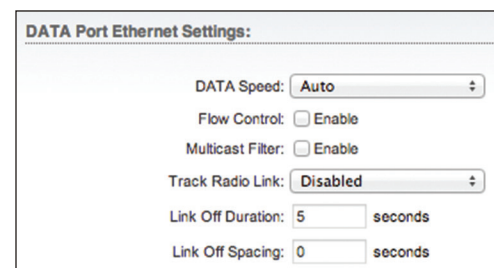 DATA Port Ethernet Settings:
DATA Speed: Auto
Flow Control: Enable
Multicast Filter: Enable
Track Radio Link: Disabled
Link Off Duration: 5 seconds
Link Off Spacing: 0 seconds